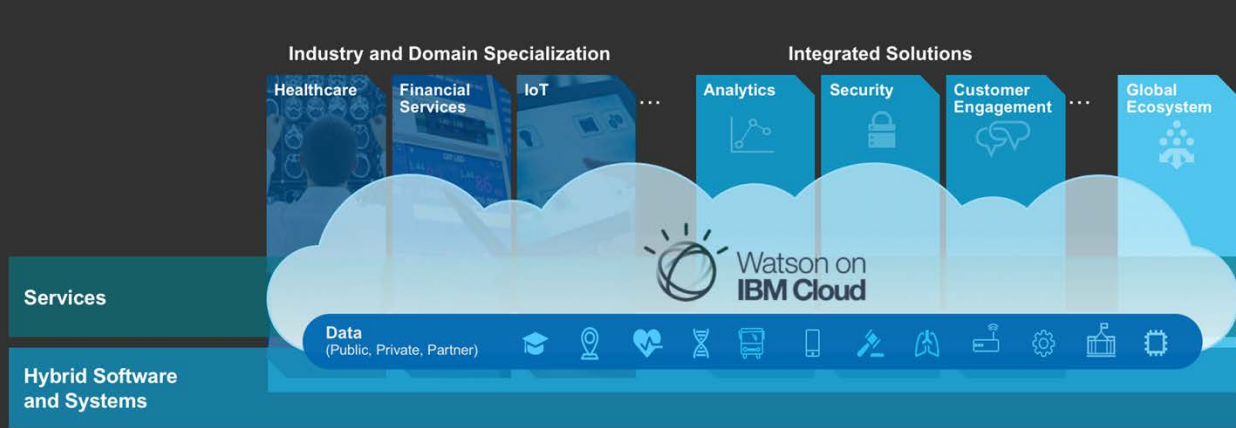 Industry and Domain Specialization
Integrated Solutions
Healthcare
Financial
Services
IoT
...
Analytics
Security
Customer
Engagement
...
Global
Ecosystem
Watson on
IBM Cloud
Services
Data
(Public, Private, Partner)
Hybrid Software
and Systems